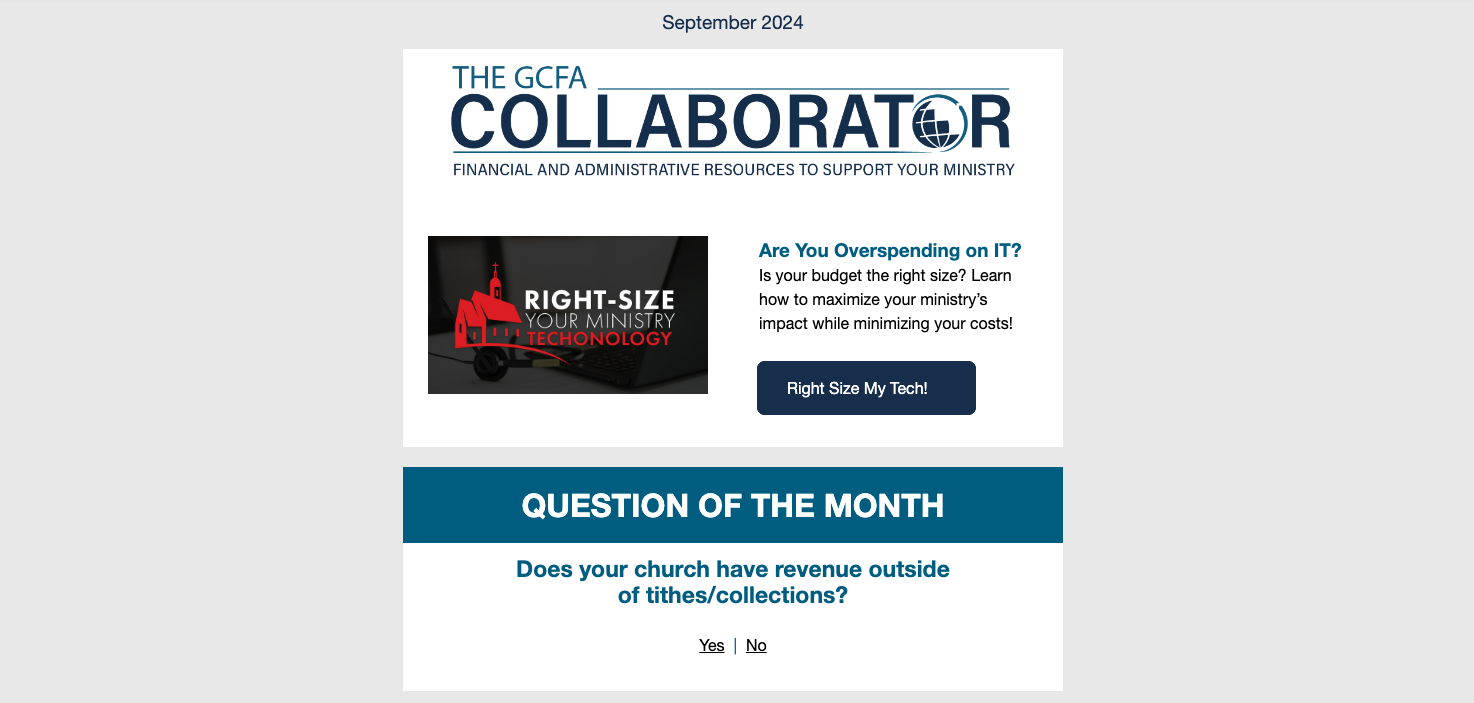 September 2024
THE GCFA
COLLABORATOR
FINANCIAL AND ADMINISTRATIVE RESOURCES TO SUPPORT YOUR MINISTRY
RIGHT-SIZE
YOUR MINISTRY
TECHONOLOGY
Are You Overspending on IT?
Is your budget the right size? Learn
how to maximize your ministry’s
impact while minimizing your costs!
Right Size My Tech!
QUESTION OF THE MONTH
Does your church have revenue outside
of tithes/collections?
Yes | No